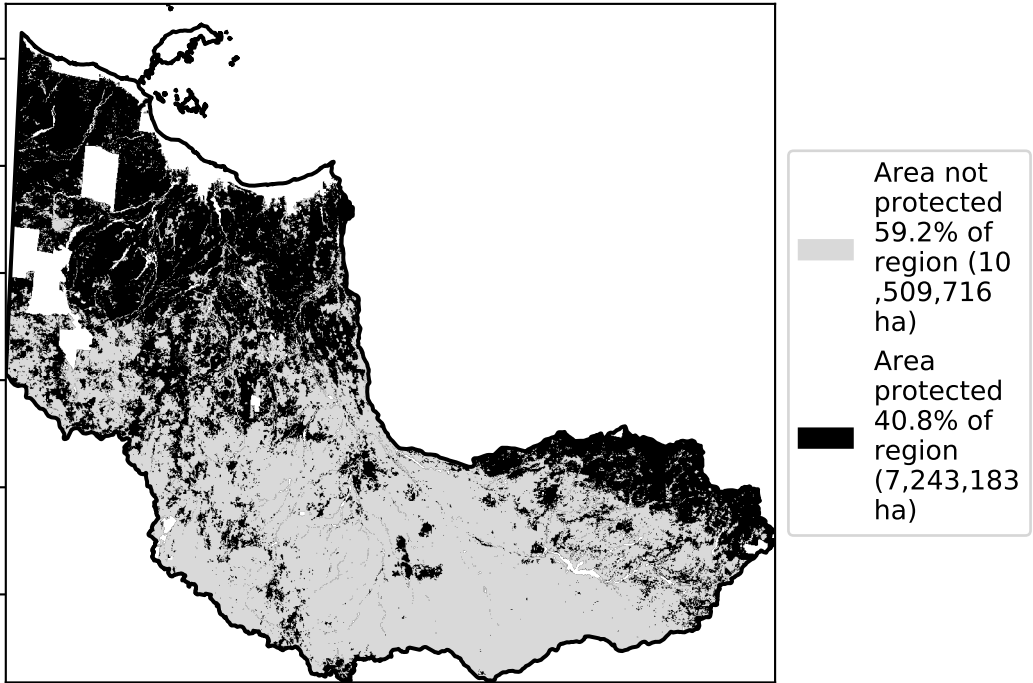 Area not
protected
59.2% of
region (10
,509,716
ha)
Area
protected
40.8% of
region
(7,243,183
ha)